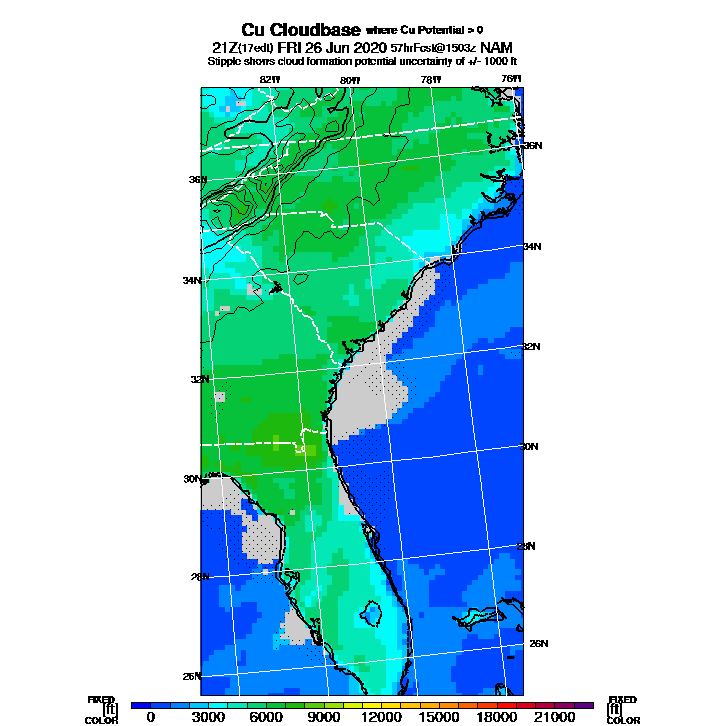 Cu Cloudbase where Cu Potential > 0
21Z(17edt) FRI 26 Jun 2020 57hrFcst@1503z NAM
Stipple shows cloud formation potential uncertainty of +/- 1000 ft
82W 80W 78W 76W
36N
36N
34N
34N
32N
32N
30N
30N
28N
28N
26N
26N
FIXED FIXED
[ft] [ft]
COLOR 0 3000 6000 9000 12000 15000 18000 21000 COLOR